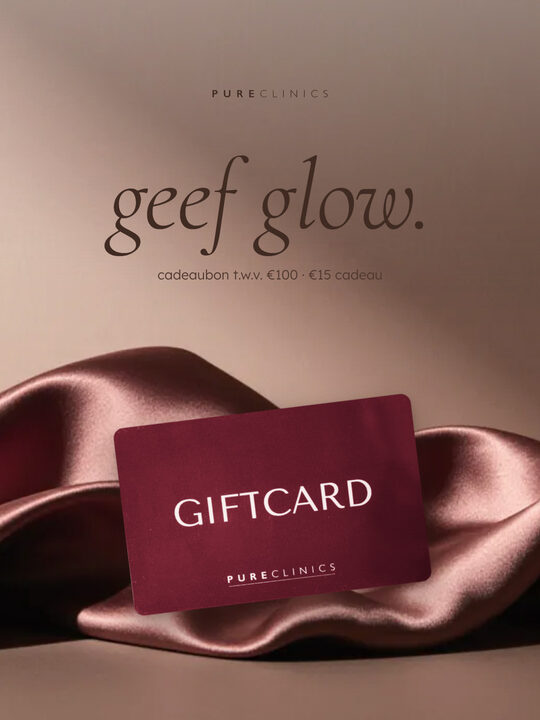 PURECLINICS
geef glow.
cadeaubon t.w.v. €100 · €15 cadeau
GIFTCARD
PURECLINICS